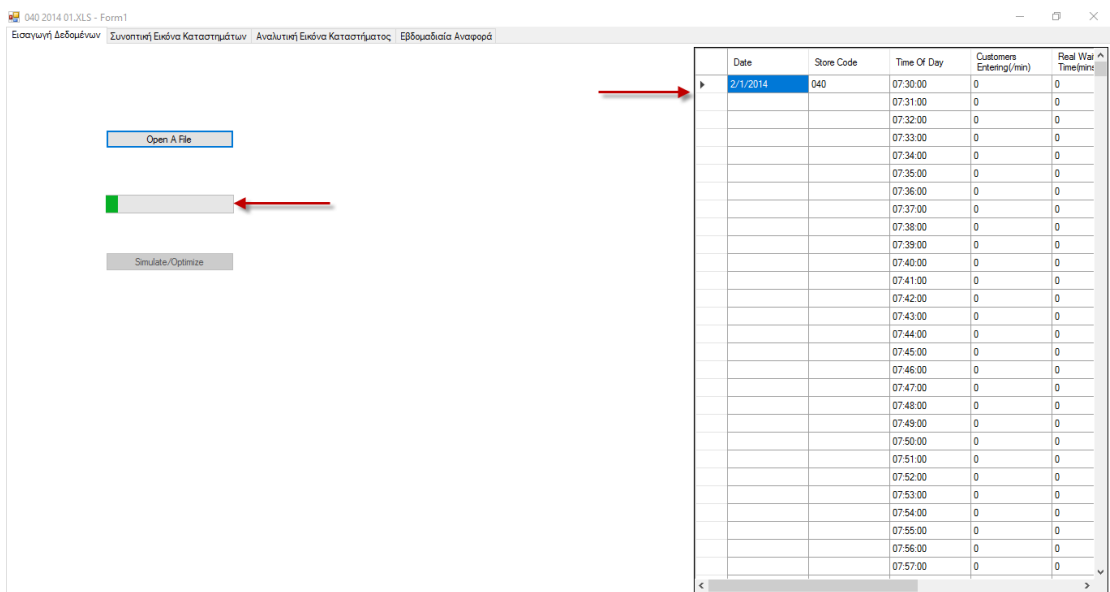 040 2014 01.XLS - Form1
Εισαγωγή Δεδομένων Συνοπτική Εικόνα Καταστημάτων Αναλυτική Εικόνα Καταστήματος Εβδομαδιαία Αναφορά
Open A File
Simulate/Optimize
Date Store Code Time Of Day Customers Entering(/min) Real Wai Time(mins
2/1/2014 040 07:30:00 0 0
07:31:00 0 0
07:32:00 0 0
07:33:00 0 0
07:34:00 0 0
07:35:00 0 0
07:36:00 0 0
07:37:00 0 0
07:38:00 0 0
07:39:00 0 0
07:40:00 0 0
07:41:00 0 0
07:42:00 0 0
07:43:00 0 0
07:44:00 0 0
07:45:00 0 0
07:46:00 0 0
07:47:00 0 0
07:48:00 0 0
07:49:00 0 0
07:50:00 0 0
07:51:00 0 0
07:52:00 0 0
07:53:00 0 0
07:54:00 0 0
07:55:00 0 0
07:56:00 0 0
07:57:00 0 0